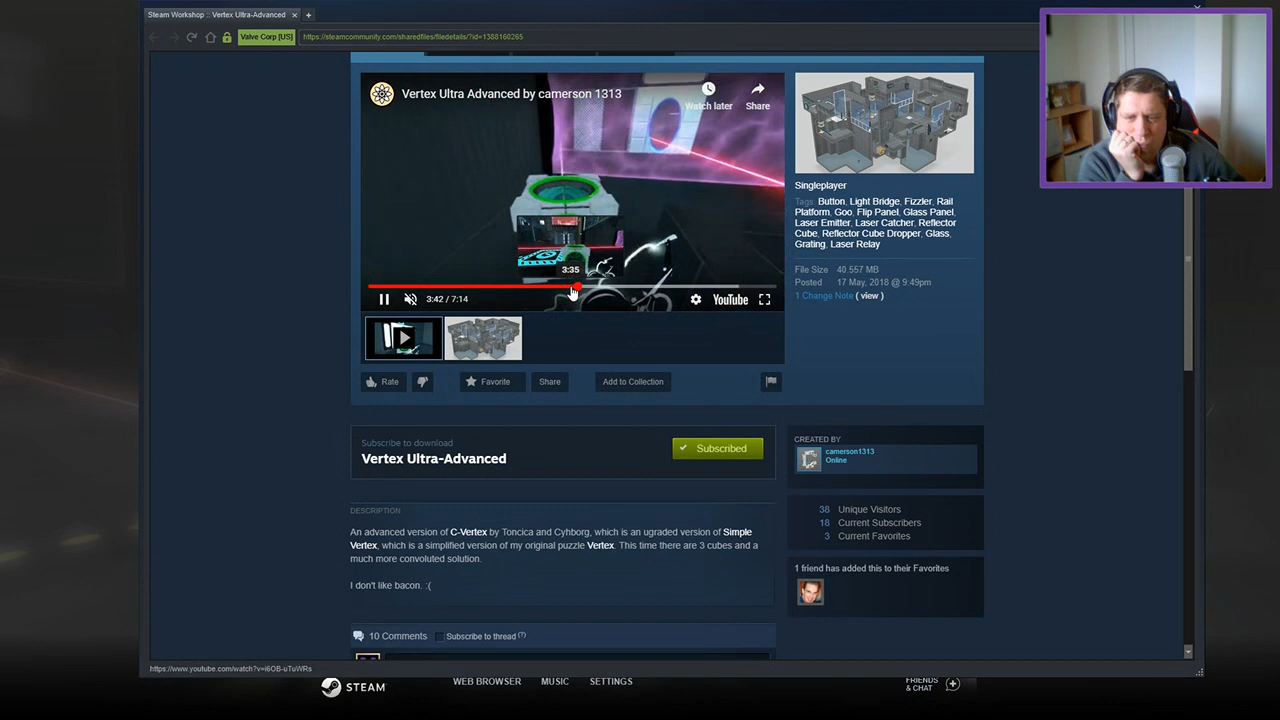 Steam Workshop :: Vertex Ultra-Advanced
Valve Corp [US]
https://steamcommunity.com/sharedfiles/filedetails/?id=1388160265
Vertex Ultra Advanced by camerson 1313
Watch later
Share
3:35
3:42 / 7:14
YouTube
Singleplayer
Tags Button, Light Bridge, Fizzler, Rail
Platform, Goo, Flip Panel, Glass Panel,
Laser Emitter, Laser Catcher, Reflector
Cube, Reflector Cube Dropper, Glass,
Grating, Laser Relay
File Size 40.557 MB
Posted 17 May, 2018 @ 9:49pm
1 Change Note ( view )
Rate
Favorite
Share
Add to Collection
Subscribe to download
Vertex Ultra-Advanced
Subscribed
CREATED BY
camerson1313
Online
DESCRIPTION
An advanced version of C-Vertex by Toncica and Cyhborg, which is an ugraded version of Simple
Vertex, which is a simplified version of my original puzzle Vertex. This time there are 3 cubes and a
much more convoluted solution.
I don't like bacon. :(
38 Unique Visitors
18 Current Subscribers
3 Current Favorites
1 friend has added this to their Favorites
10 Comments
Subscribe to thread (?)
https://www.youtube.com/watch?v=i6OB-uTuWRs
STEAM
WEB BROWSER
MUSIC
SETTINGS
FRIENDS
& CHAT